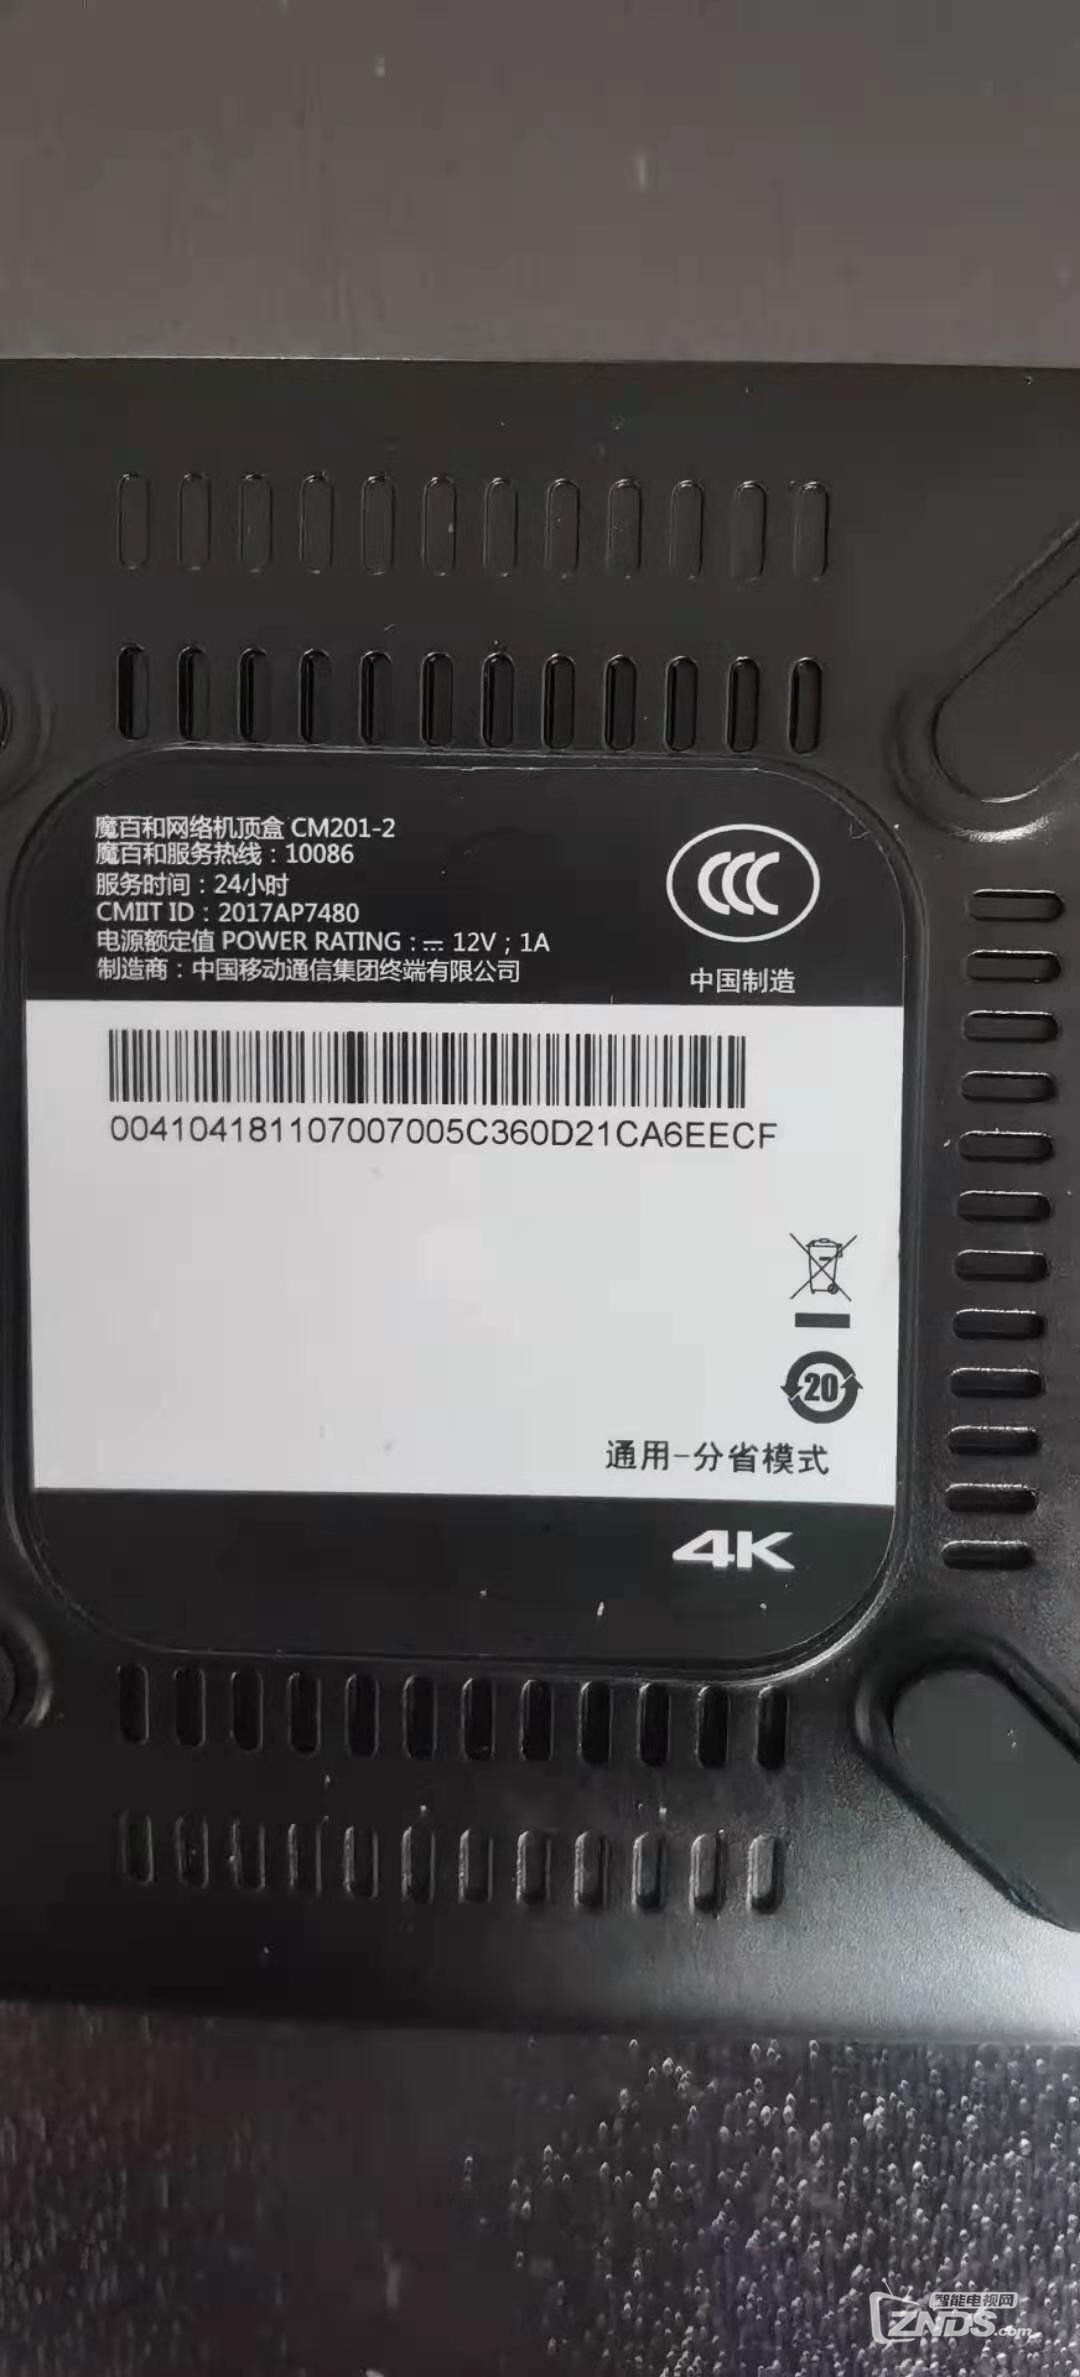 魔百和网络机顶盒 CM201-2
魔百和服务热线：10086
服务时间：24小时
CMIIT ID：2017AP7480
电源额定值 POWER RATING：⎓ 12V；1A
制造商：中国移动通信集团终端有限公司
CCC
中国制造
004104181107007005C360D21CA6EECF
20
通用-分省模式
4K
智能电视网
ZNDS.com